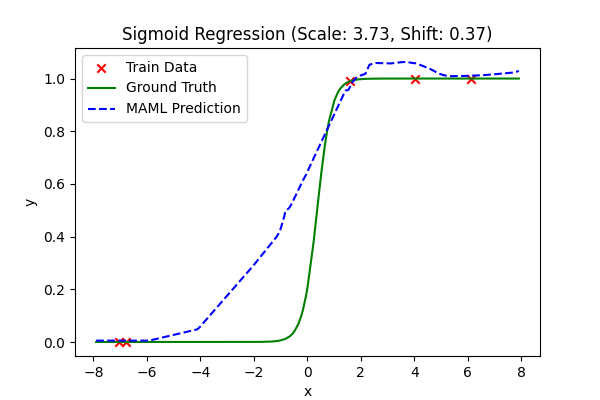 Sigmoid Regression (Scale: 3.73, Shift: 0.37)
Train Data
Ground Truth
MAML Prediction
y
1.0
0.8
0.6
0.4
0.2
0.0
−8 −6 −4 −2 0 2 4 6 8
x